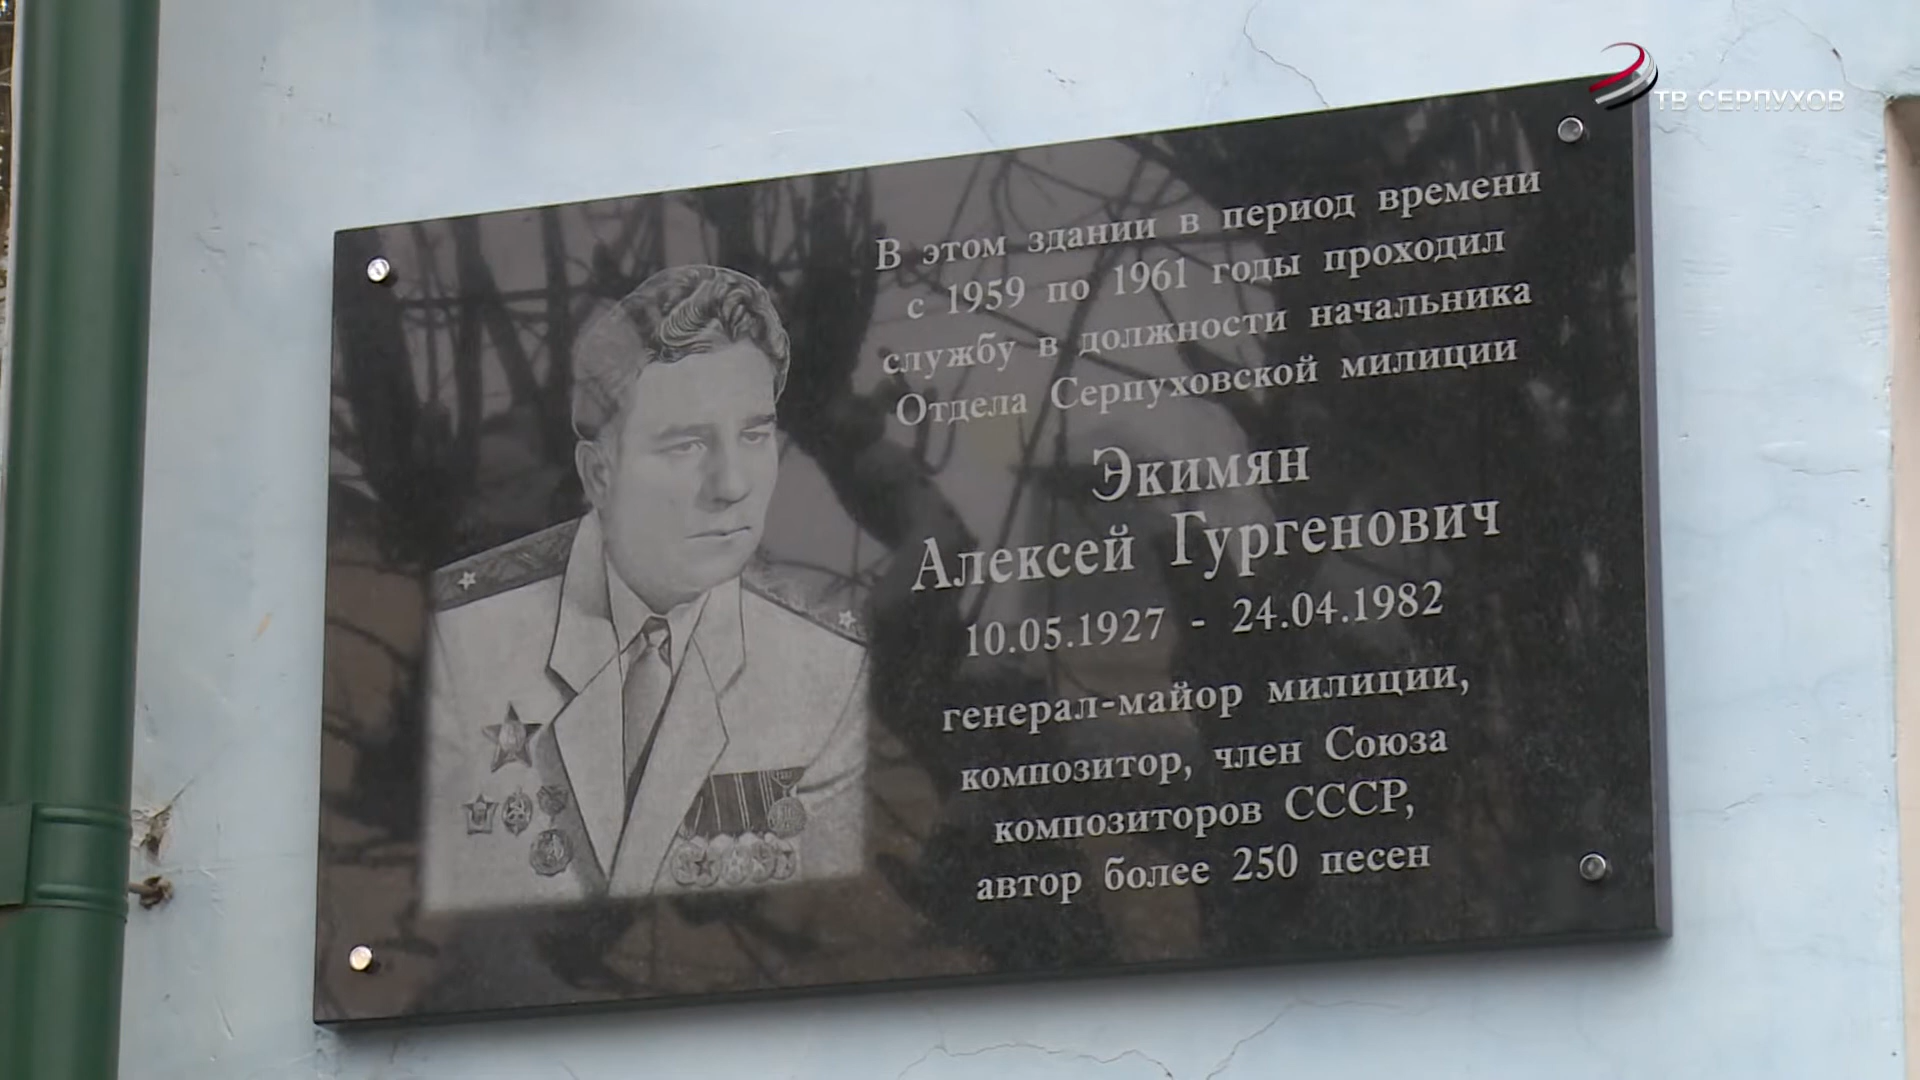 ТВ СЕРПУХОВ
В этом здании в период времени
с 1959 по 1961 годы проходил
службу в должности начальника
Отдела Серпуховской милиции
Экимян
Алексей Гургенович
10.05.1927 - 24.04.1982
генерал-майор милиции,
композитор, член Союза
композиторов СССР,
автор более 250 песен